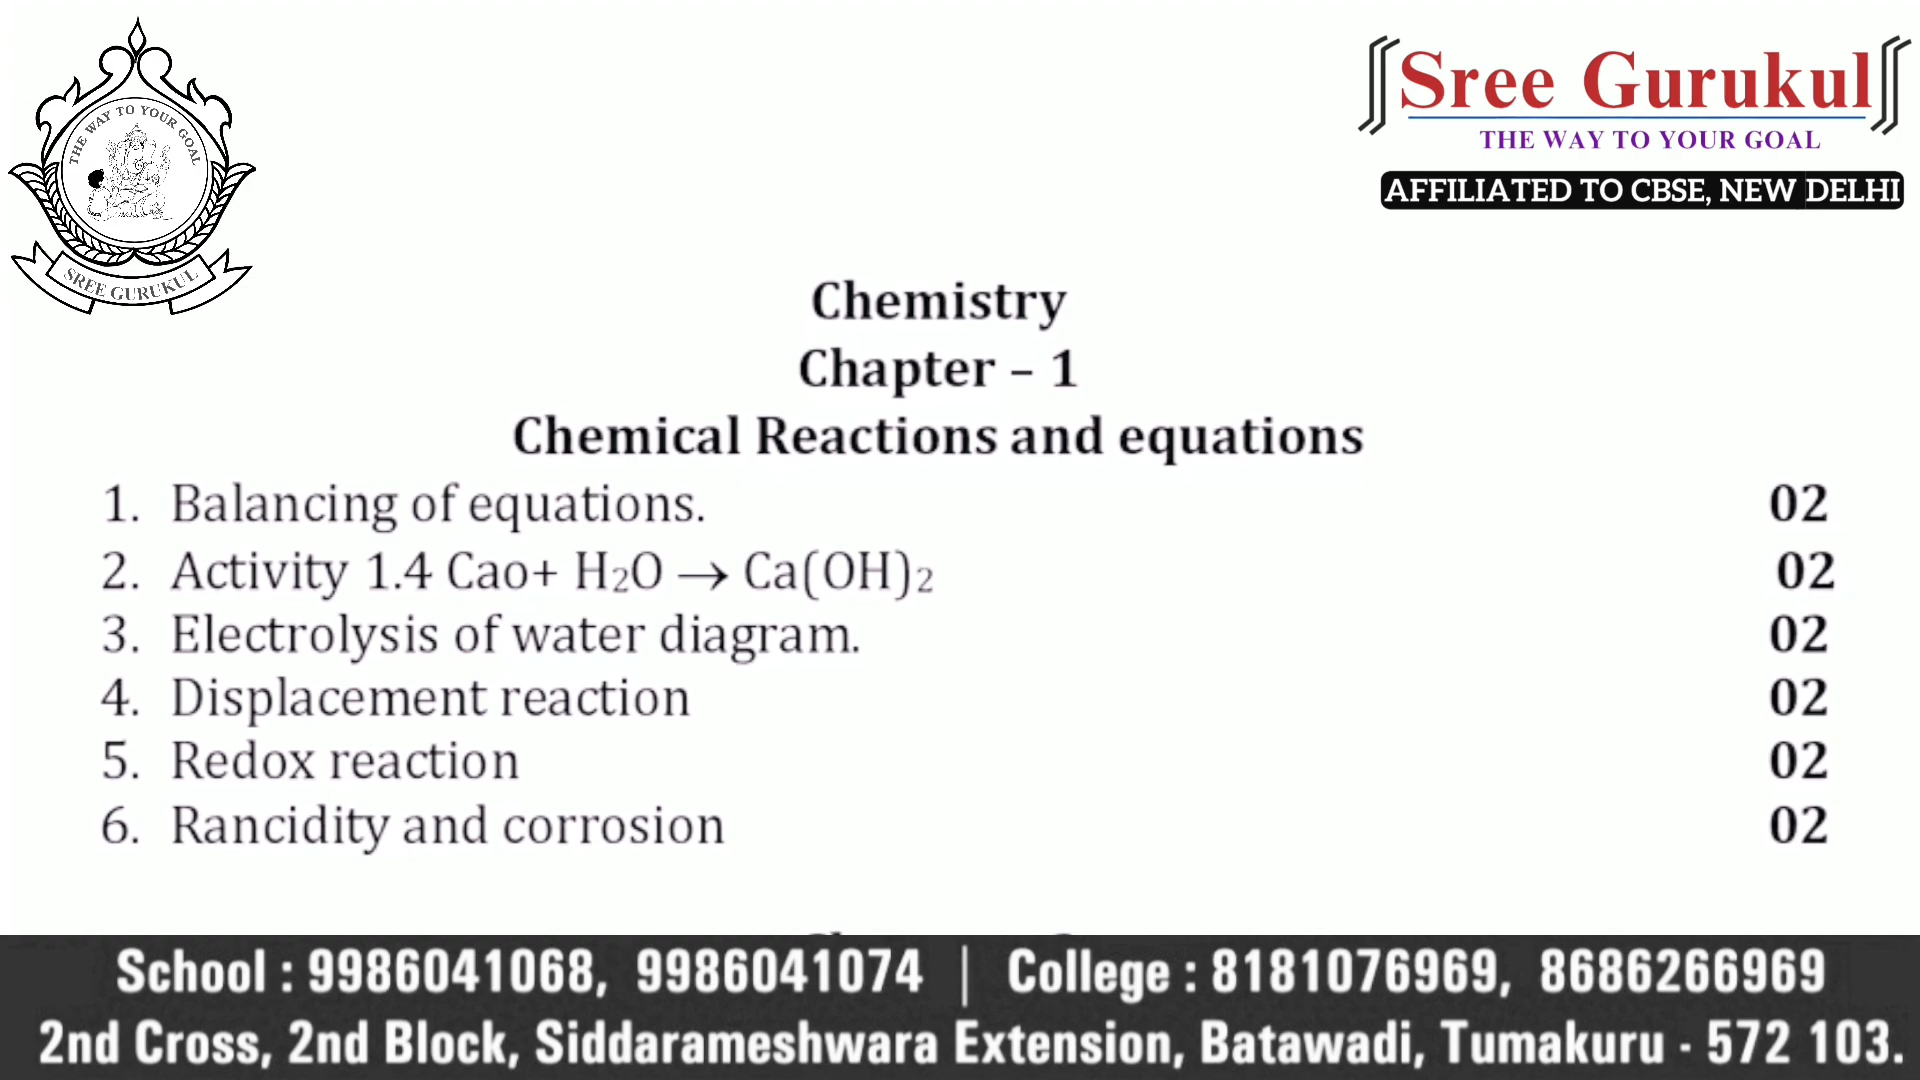 THE WAY TO YOUR GOAL
SREE GURUKUL
Sree Gurukul
THE WAY TO YOUR GOAL
AFFILIATED TO CBSE, NEW DELHI
Chemistry
Chapter – 1
Chemical Reactions and equations
1. Balancing of equations. 02
2. Activity 1.4 Cao+ H₂O → Ca(OH)₂ 02
3. Electrolysis of water diagram. 02
4. Displacement reaction 02
5. Redox reaction 02
6. Rancidity and corrosion 02
School : 9986041068, 9986041074 | College : 8181076969, 8686266969
2nd Cross, 2nd Block, Siddarameshwara Extension, Batawadi, Tumakuru - 572 103.